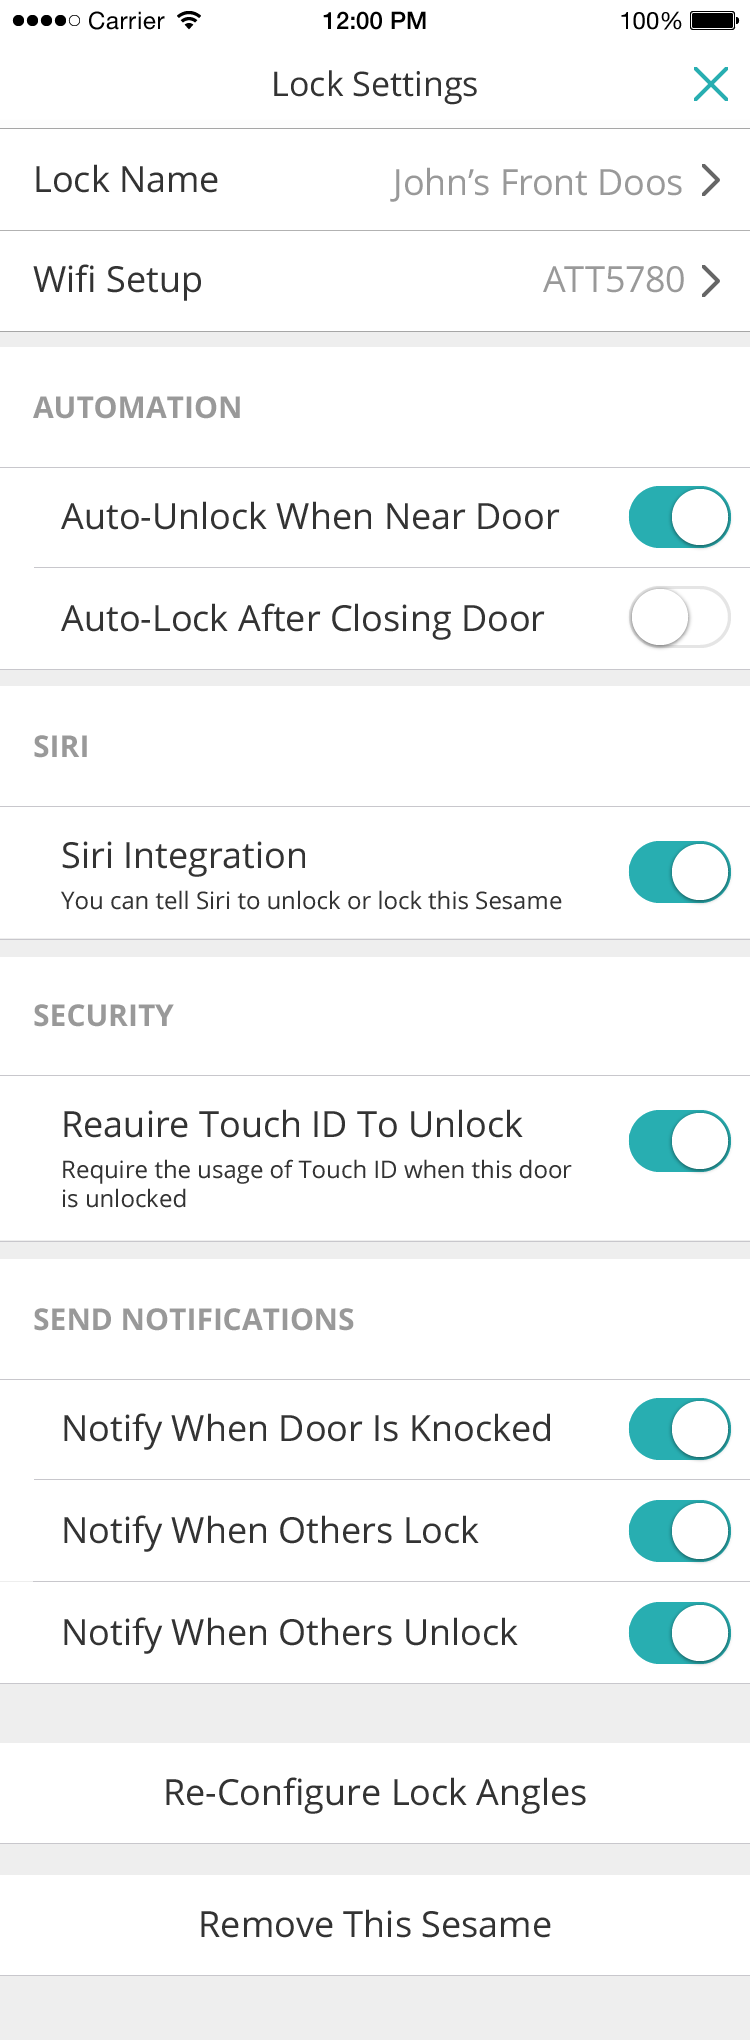 Carrier 12:00 PM 100%
Lock Settings
Lock Name John's Front Doos
Wifi Setup ATT5780
AUTOMATION
Auto-Unlock When Near Door
Auto-Lock After Closing Door
SIRI
Siri Integration
You can tell Siri to unlock or lock this Sesame
SECURITY
Reauire Touch ID To Unlock
Require the usage of Touch ID when this door
is unlocked
SEND NOTIFICATIONS
Notify When Door Is Knocked
Notify When Others Lock
Notify When Others Unlock
Re-Configure Lock Angles
Remove This Sesame